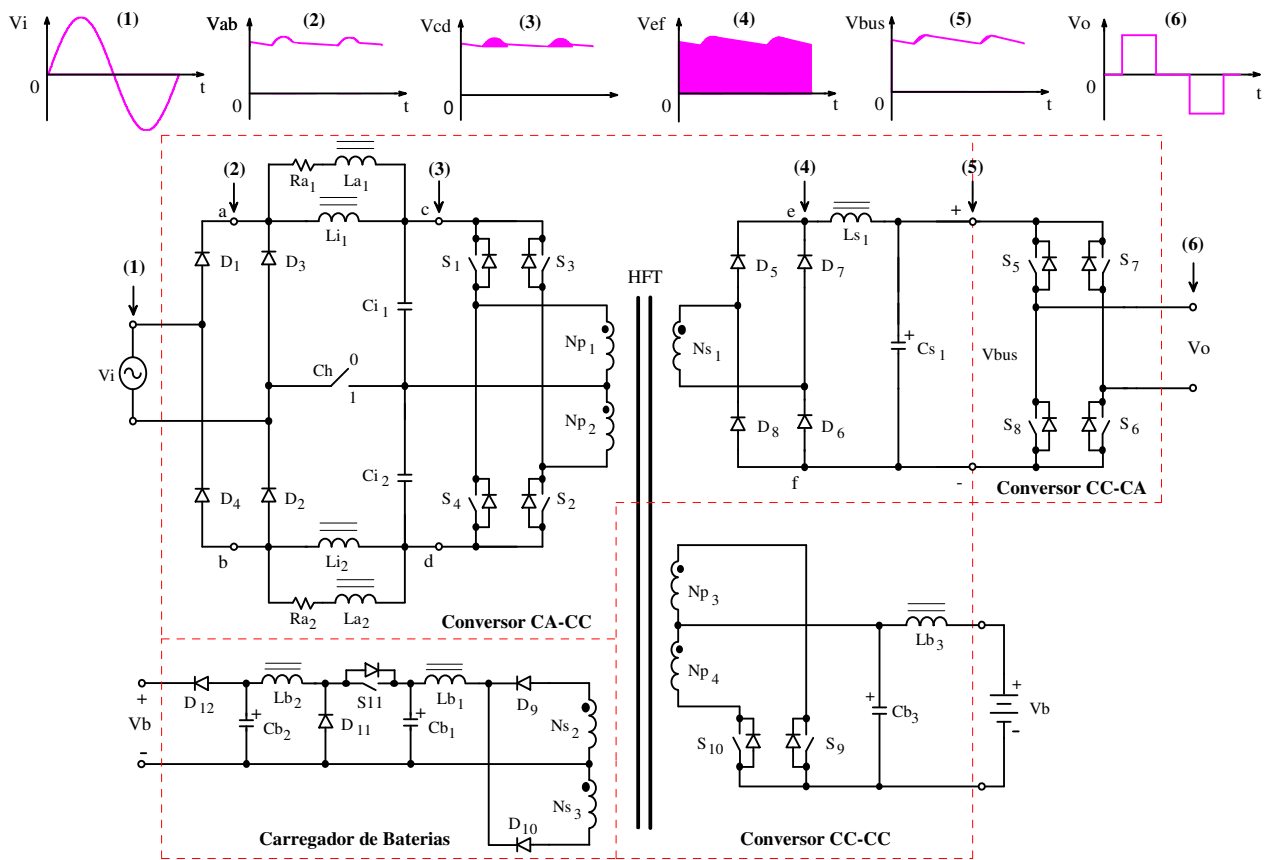 Vi (1) Vab (2) Vcd (3) Vef (4) Vbus (5) Vo (6)
0 t 0 t 0 t 0 t 0 t 0 t
(2) (3) (4) (5)
Ra1 La1
a Li1 c e Ls1 +
(1) D1 D3 S1 S3 HFT D5 D7 S5 S7 (6)
Ci1 Np1 Ns1 Cs1 Vbus Vo
Vi Ch 0
1
Np2 D8 D6 S8 S6
Ci2
D4 D2 S4 S2 f -
Conversor CC-CA
b Li2 d
Ra2 La2
Conversor CA-CC
Np3
Lb3
Np4
+ D12 Lb2 S11 Lb1 D9
Vb + Cb2 D11 + Cb1 Ns2
-
S10 S9 + Cb3 + Vb -
Ns3
D10
Carregador de Baterias
Conversor CC-CC